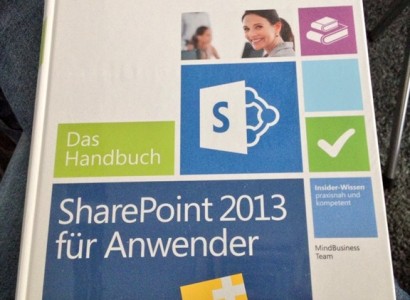 S
Das
Handbuch
SharePoint 2013
für Anwender
Insider-Wissen
praxisnah und
kompetent
MindBusiness
Team